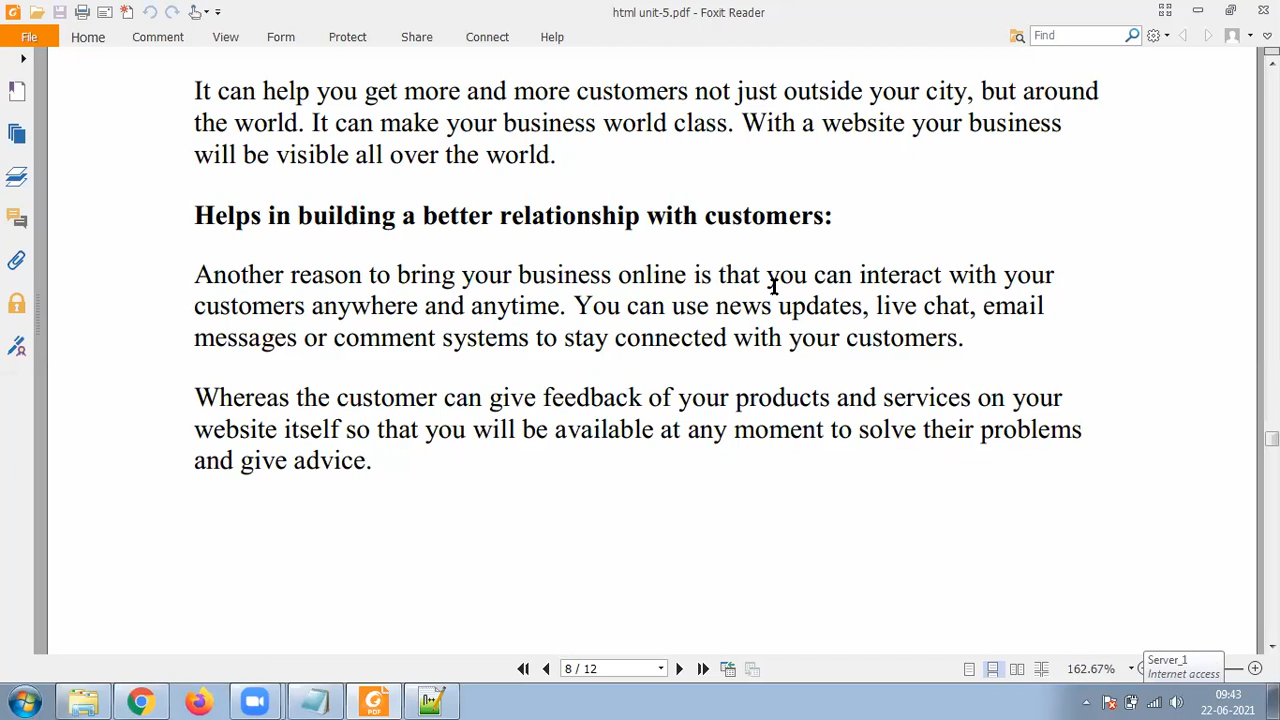 html unit-5.pdf - Foxit Reader
File Home Comment View Form Protect Share Connect Help Find
It can help you get more and more customers not just outside your city, but around
the world. It can make your business world class. With a website your business
will be visible all over the world.
Helps in building a better relationship with customers:
Another reason to bring your business online is that you can interact with your
customers anywhere and anytime. You can use news updates, live chat, email
messages or comment systems to stay connected with your customers.
Whereas the customer can give feedback of your products and services on your
website itself so that you will be available at any moment to solve their problems
and give advice.
8 / 12 162.67%
Server_1
Internet access
09:43
22-06-2021